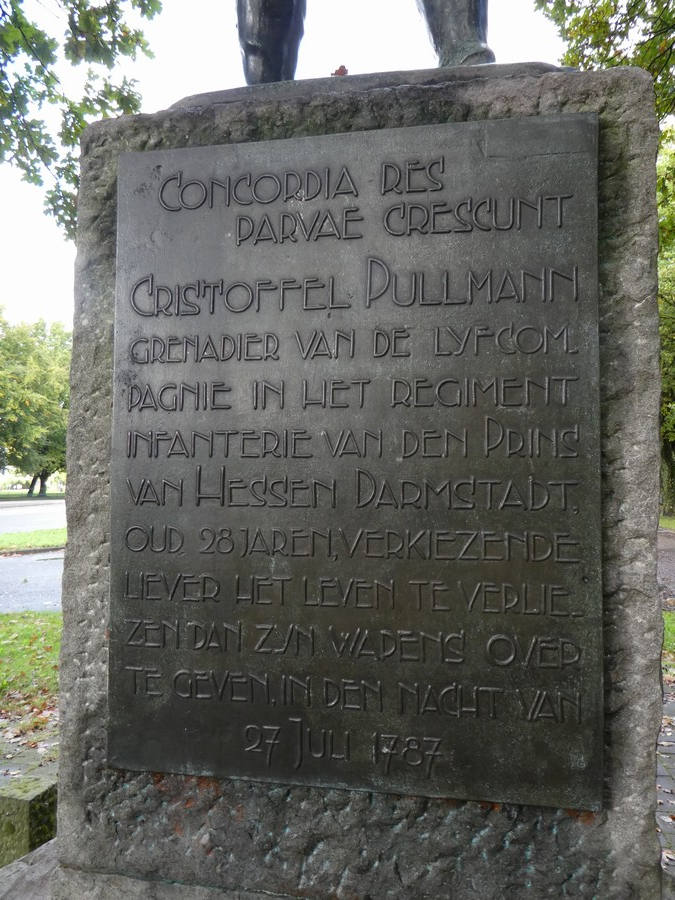 CONCORDIA RES
PARVAE CRESCUNT
CRISTOFFEL PULLMANN
GRENADIER VAN DE LYFCOM-
PAGNIE IN HET REGIMENT
INFANTERIE VAN DEN PRINS
VAN HESSEN DARMSTADT,
OUD 28 JAREN, VERKIEZENDE
LIEVER HET LEVEN TE VERLIE-
ZEN DAN ZYN WAPENS OVER
TE GEVEN, IN DEN NACHT VAN
27 JULI 1787